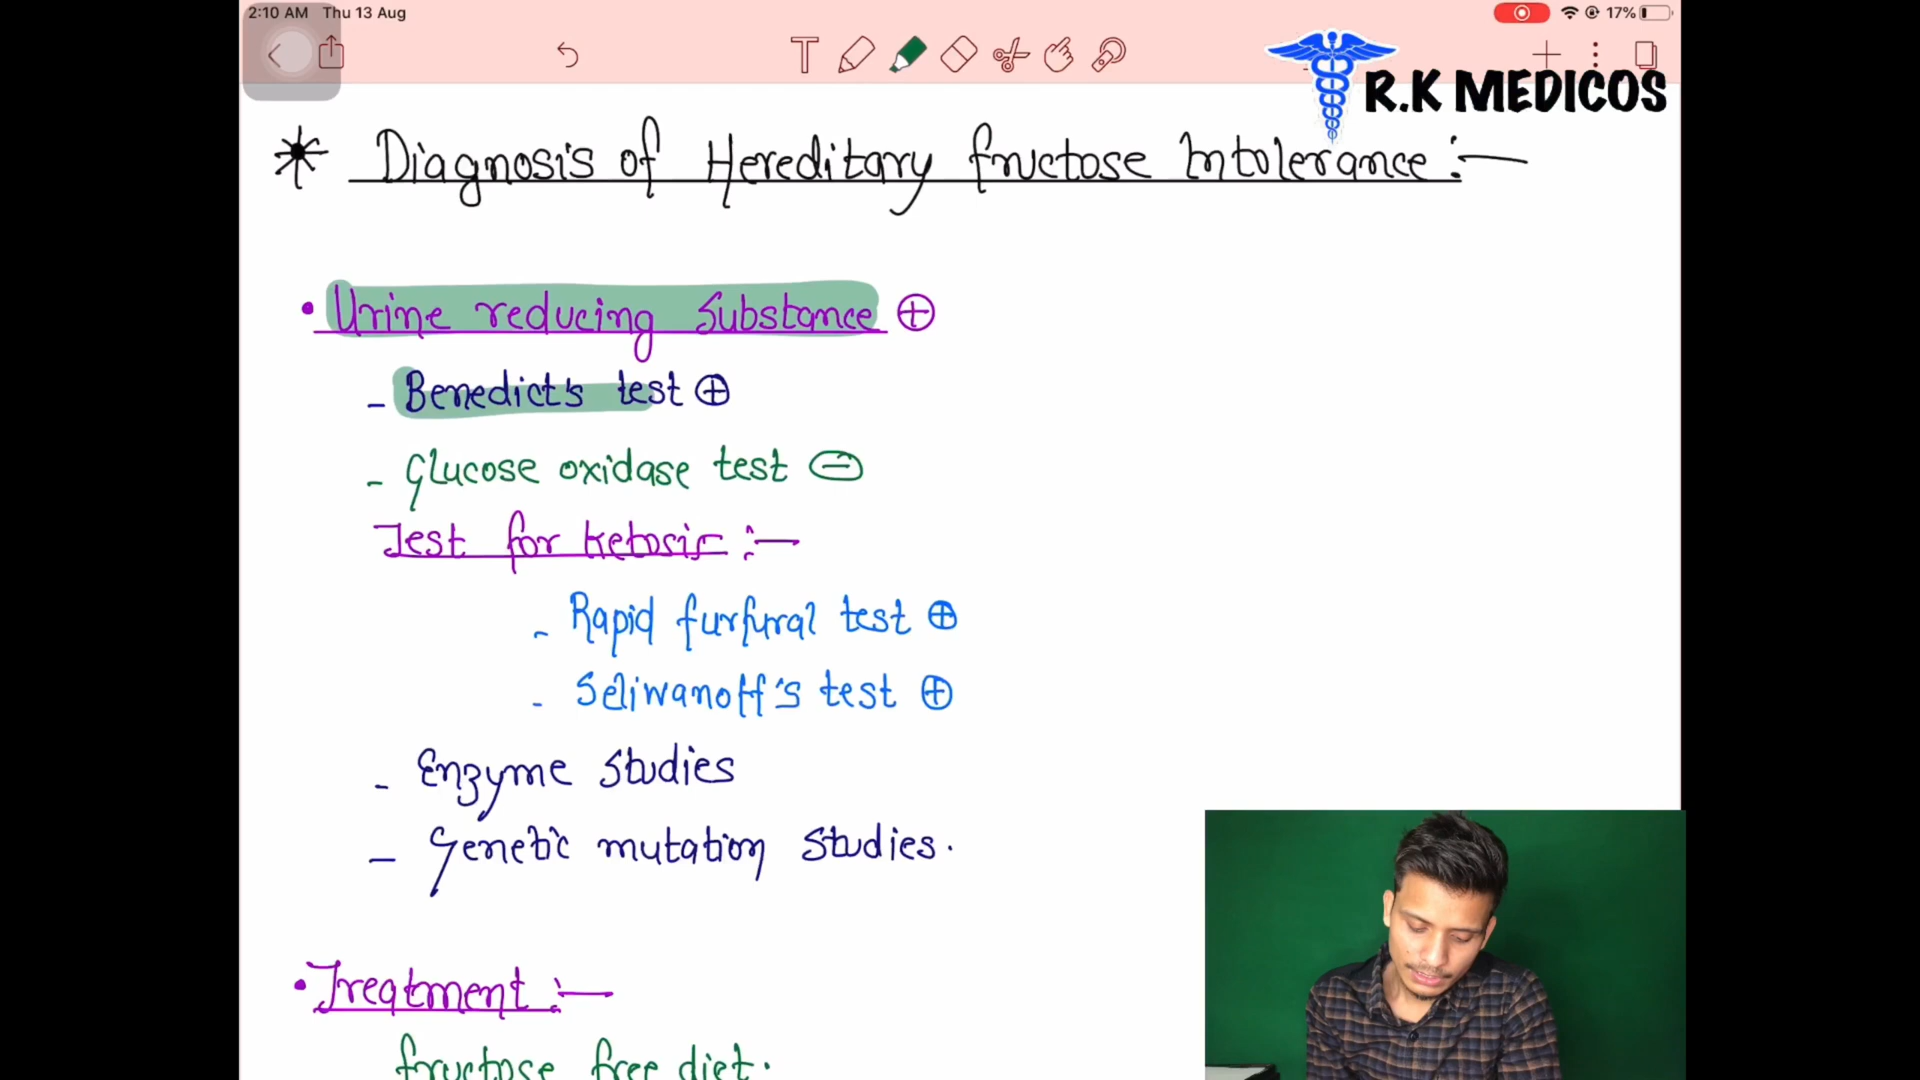 2:10 AM Thu 13 Aug
17%
T
R.K MEDICOS
* Diagnosis of Hereditary fructose Intolerance :-
• Urine reducing Substance ⊕
- Benedict's test ⊕
- Glucose oxidase test ⊖
Test for ketosis :-
- Rapid furfural test ⊕
- Seliwanoff's test ⊕
- Enzyme Studies
- Genetic mutation Studies.
• Treatment :-
fructose free diet.